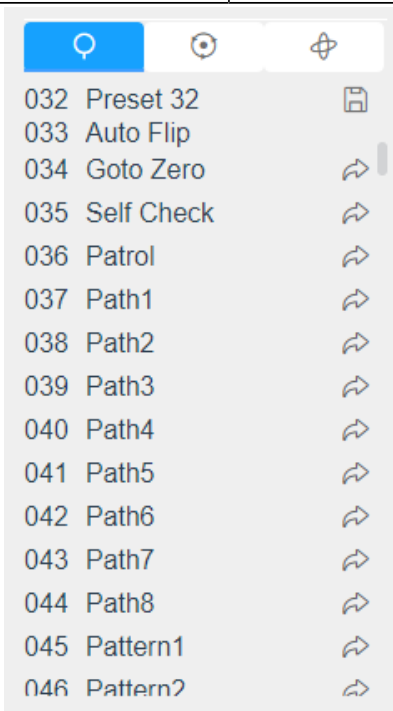 032 Preset 32
033 Auto Flip
034 Goto Zero
035 Self Check
036 Patrol
037 Path1
038 Path2
039 Path3
040 Path4
041 Path5
042 Path6
043 Path7
044 Path8
045 Pattern1
046 Pattern2